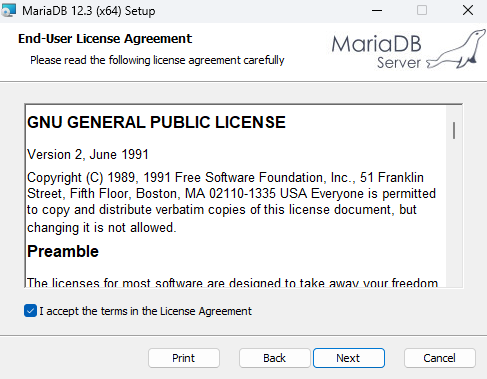 MariaDB 12.3 (x64) Setup
End-User License Agreement
Please read the following license agreement carefully
MariaDB
Server
GNU GENERAL PUBLIC LICENSE
Version 2, June 1991
Copyright (C) 1989, 1991 Free Software Foundation, Inc., 51 Franklin
Street, Fifth Floor, Boston, MA 02110-1335 USA Everyone is permitted
to copy and distribute verbatim copies of this license document, but
changing it is not allowed.
Preamble
The licenses for most software are designed to take away your freedom
I accept the terms in the License Agreement
Print
Back
Next
Cancel